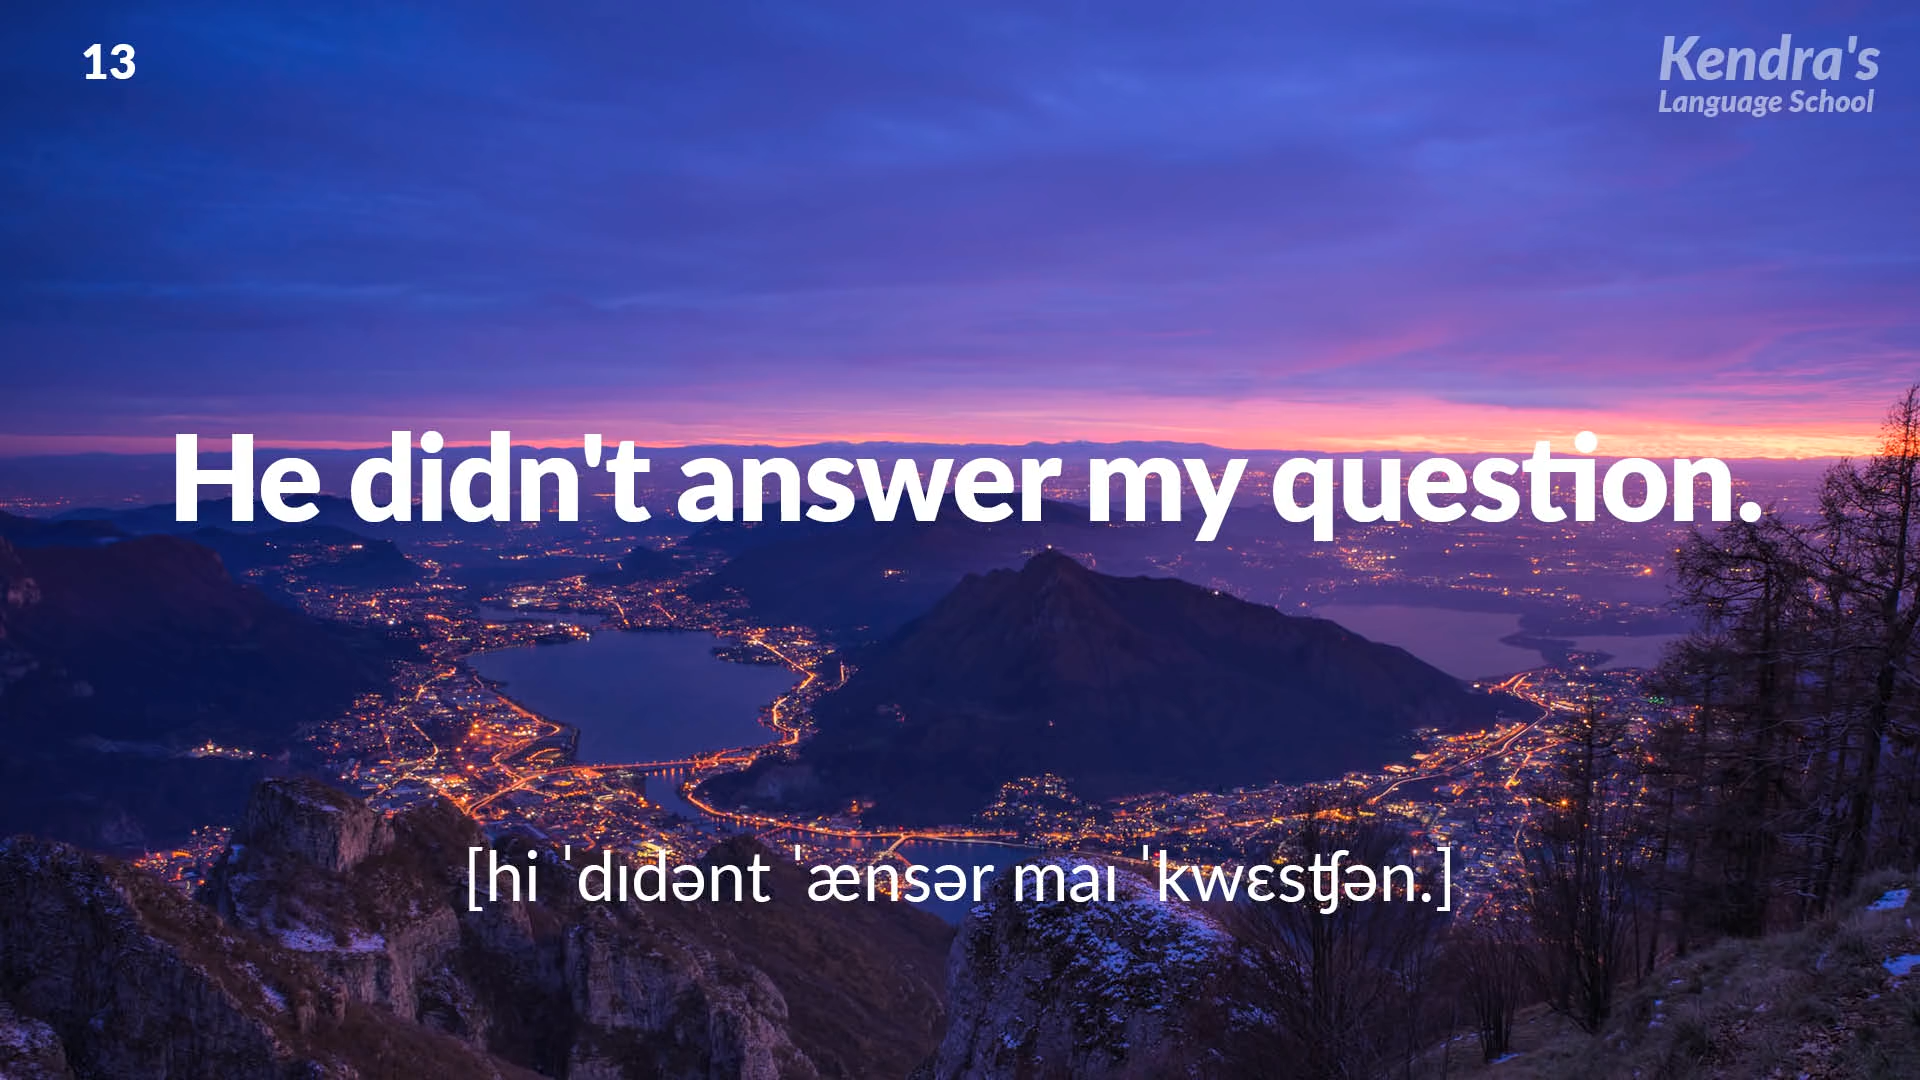 13
Kendra's
Language School
He didn't answer my question.
[hi ˈdɪdənt ˈænsər maɪ ˈkwɛsʧən.]